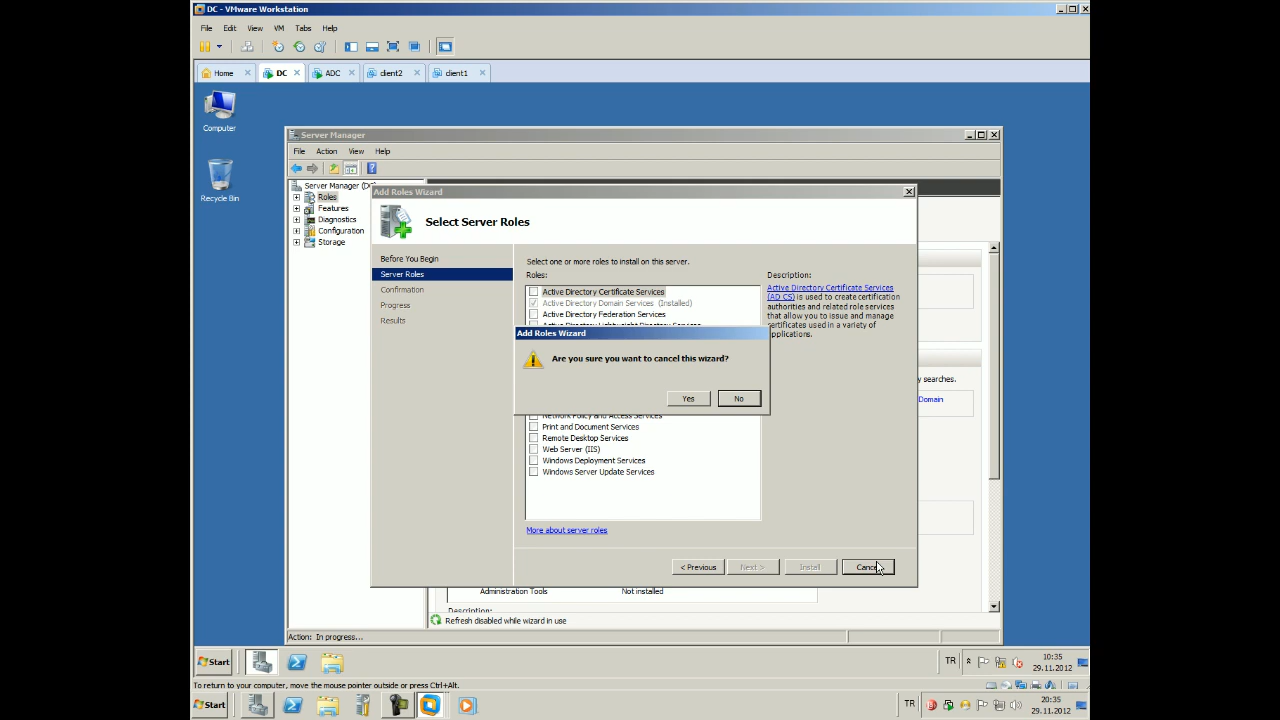 DC - VMware Workstation
File Edit View VM Tabs Help
Home DC ADC client2 client1
Computer
Recycle Bin
Server Manager
File Action View Help
Server Manager (D
Roles
Features
Diagnostics
Configuration
Storage
Add Roles Wizard
Select Server Roles
Before You Begin
Server Roles
Confirmation
Progress
Results
Select one or more roles to install on this server.
Roles:
Active Directory Certificate Services
Active Directory Domain Services (Installed)
Active Directory Federation Services
Active Directory Lightweight Directory Services
Description:
Active Directory Certificate Services
(AD CS) is used to create certification
authorities and related role services
that allow you to issue and manage
certificates used in a variety of
applications.
Add Roles Wizard
Are you sure you want to cancel this wizard?
Yes No
Network Policy and Access Services
Print and Document Services
Remote Desktop Services
Web Server (IIS)
Windows Deployment Services
Windows Server Update Services
More about server roles
< Previous Next > Install Cancel
y searches.
Domain
Administration Tools Not installed
Description:
Refresh disabled while wizard in use
Action: In progress...
Start TR 10:35
29.11.2012
To return to your computer, move the mouse pointer outside or press Ctrl+Alt.
Start TR 20:35
29.11.2012